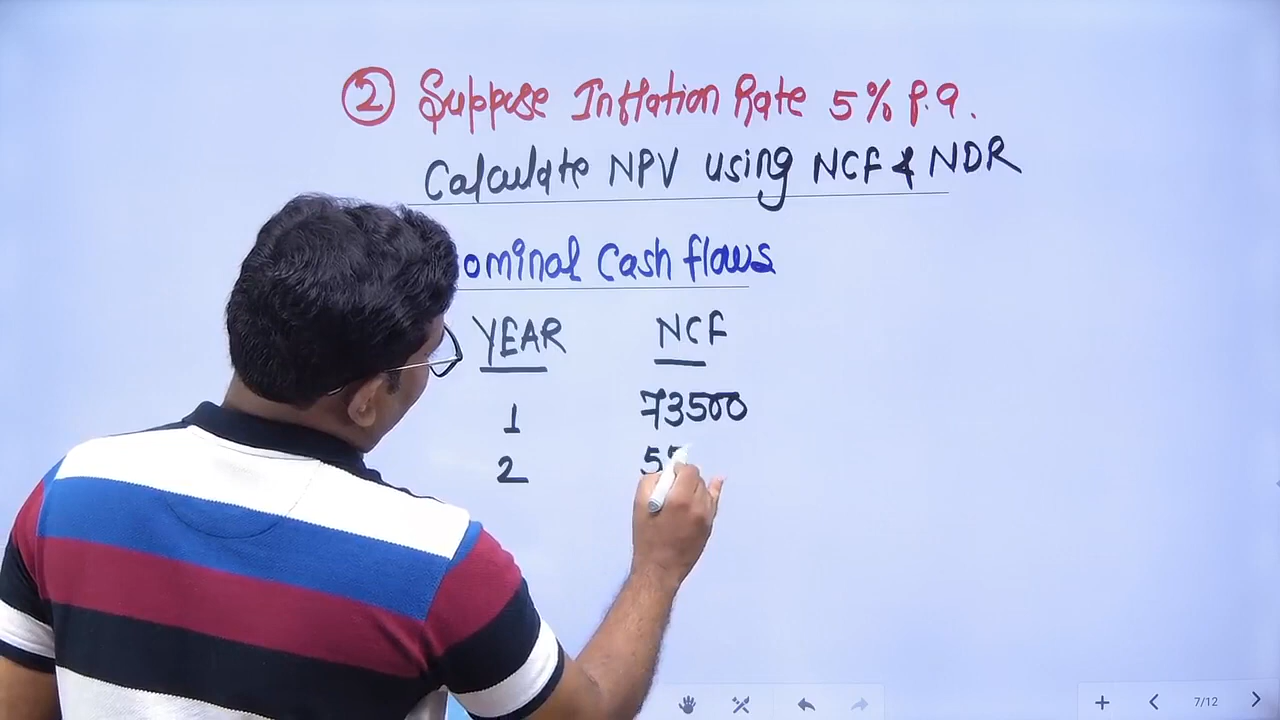 2 Suppose Inflation Rate 5% P.a.
Calculate NPV using NCF & NDR
ominal Cash flows
YEAR NCF
1 73500
2 55
7/12